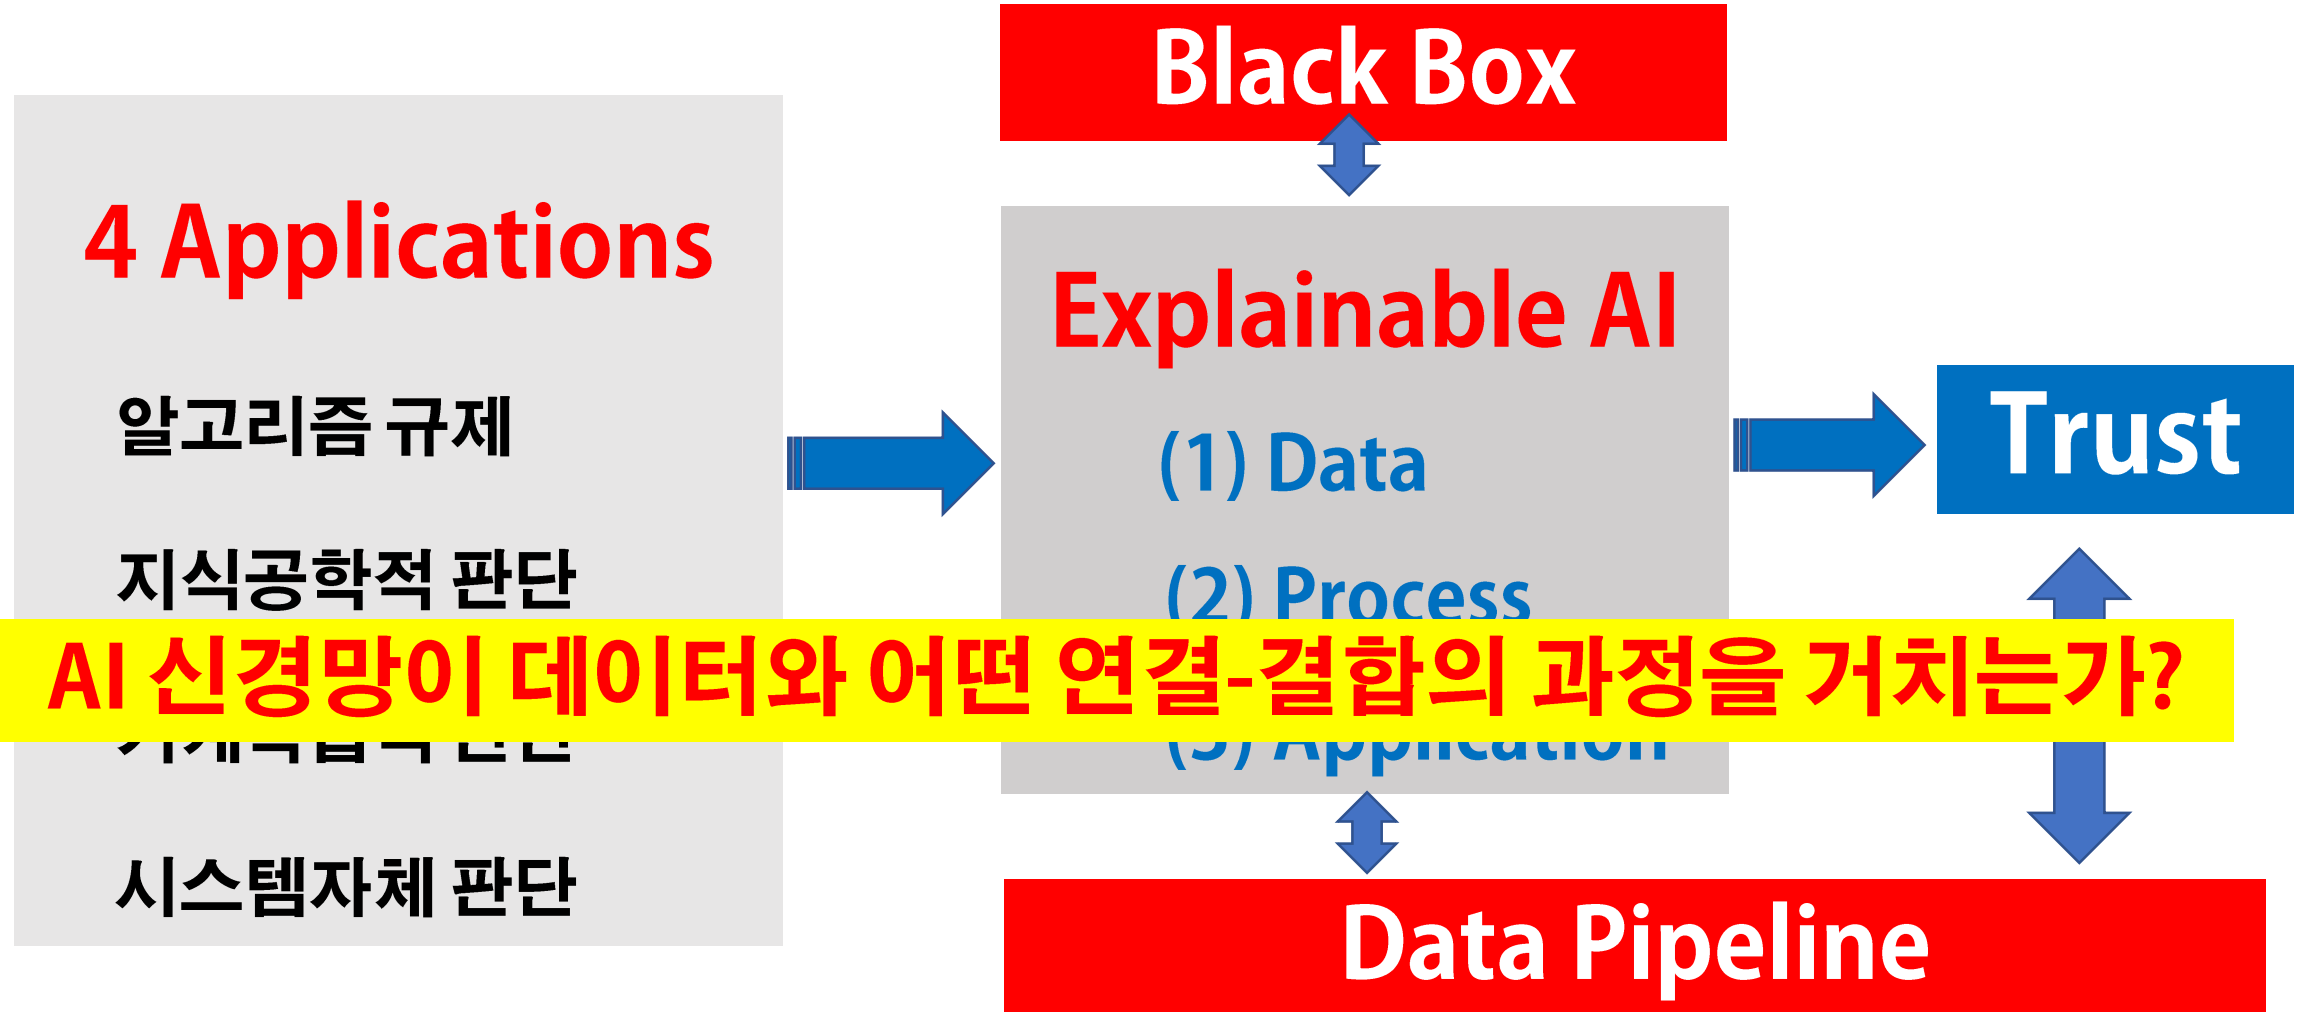 Black Box
4 Applications
알고리즘 규제
지식공학적 판단
시스템자체 판단
Explainable AI
(1) Data
(2) Process
(3) Application
Trust
AI 신경망이 데이터와 어떤 연결-결합의 과정을 거치는가?
Data Pipeline